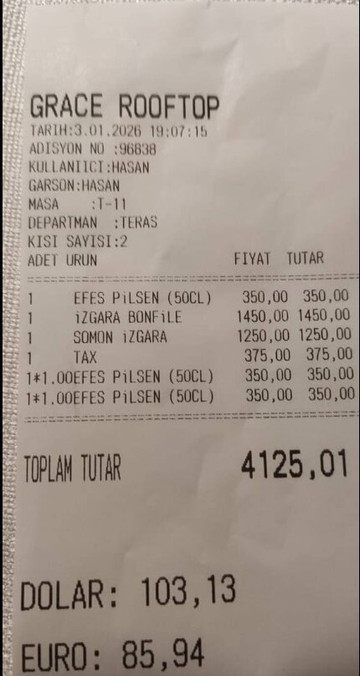 GRACE ROOFTOP
TARIH:3.01.2026 19:07:15
ADISYON NO :96838
KULLANIICI:HASAN
GARSON:HASAN
MASA :T-11
DEPARTMAN :TERAS
KISI SAYISI:2
ADET URUN FIYAT TUTAR
1 EFES PiLSEN (50CL) 350,00 350,00
1 iZGARA BONFiLE 1450,00 1450,00
1 SOMON iZGARA 1250,00 1250,00
1 TAX 375,00 375,00
1*1.00EFES PiLSEN (50CL) 350,00 350,00
1*1.00EFES PiLSEN (50CL) 350,00 350,00
TOPLAM TUTAR 4125,01
DOLAR: 103,13
EURO: 85,94